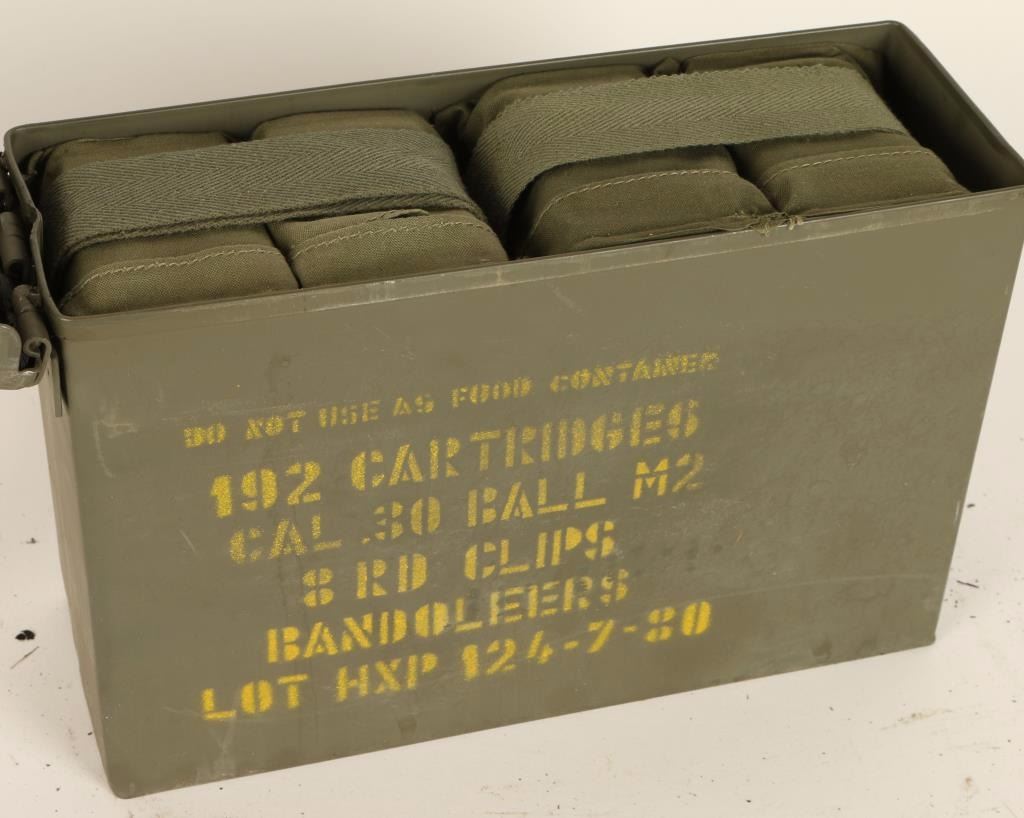 DO NOT USE AS FOOD CONTAINER
192 CARTRIDGES
CAL .30 BALL M2
8 RD CLIPS
BANDOLEERS
LOT HXP 124-7-80